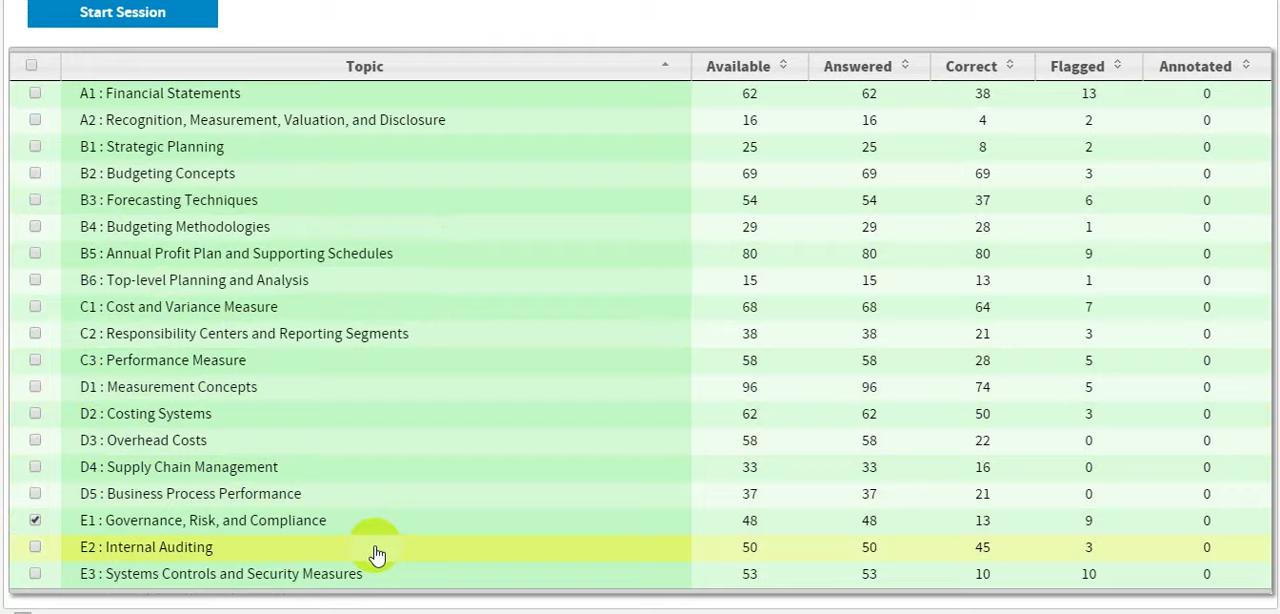 Start Session
Topic Available Answered Correct Flagged Annotated
A1 : Financial Statements 62 62 38 13 0
A2 : Recognition, Measurement, Valuation, and Disclosure 16 16 4 2 0
B1 : Strategic Planning 25 25 8 2 0
B2 : Budgeting Concepts 69 69 69 3 0
B3 : Forecasting Techniques 54 54 37 6 0
B4 : Budgeting Methodologies 29 29 28 1 0
B5 : Annual Profit Plan and Supporting Schedules 80 80 80 9 0
B6 : Top-level Planning and Analysis 15 15 13 1 0
C1 : Cost and Variance Measure 68 68 64 7 0
C2 : Responsibility Centers and Reporting Segments 38 38 21 3 0
C3 : Performance Measure 58 58 28 5 0
D1 : Measurement Concepts 96 96 74 5 0
D2 : Costing Systems 62 62 50 3 0
D3 : Overhead Costs 58 58 22 0 0
D4 : Supply Chain Management 33 33 16 0 0
D5 : Business Process Performance 37 37 21 0 0
E1 : Governance, Risk, and Compliance 48 48 13 9 0
E2 : Internal Auditing 50 50 45 3 0
E3 : Systems Controls and Security Measures 53 53 10 10 0